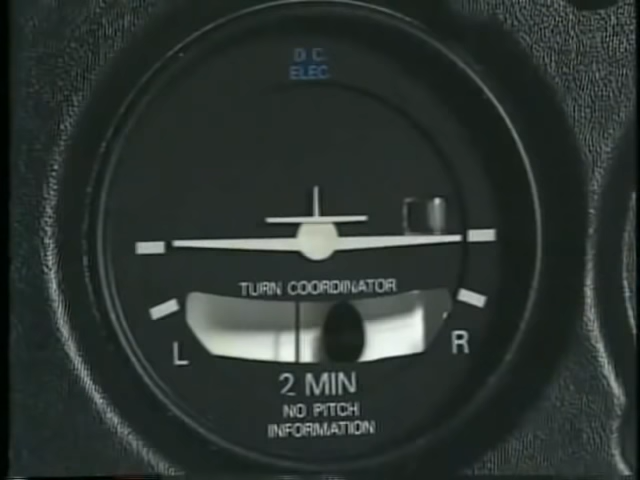 D.C.
ELEC.
TURN COORDINATOR
L R
2 MIN
NO PITCH
INFORMATION